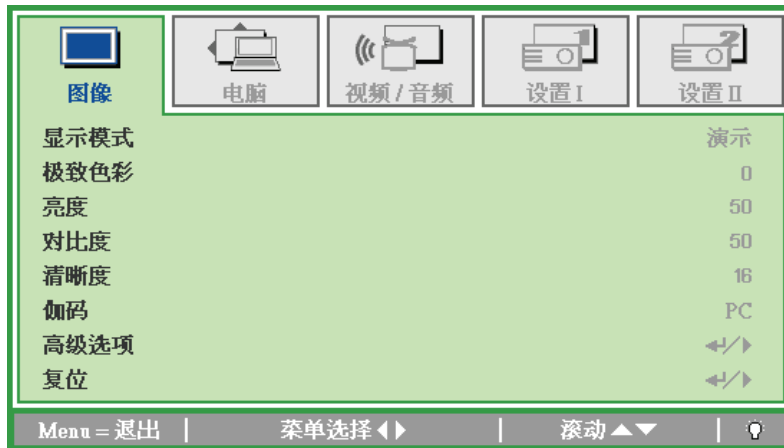 图像
电脑
视频 / 音频
设置 I
设置 II
显示模式 演示
极致色彩 0
亮度 50
对比度 50
清晰度 16
伽码 PC
高级选项
复位
Menu = 退出 菜单选择 滚动